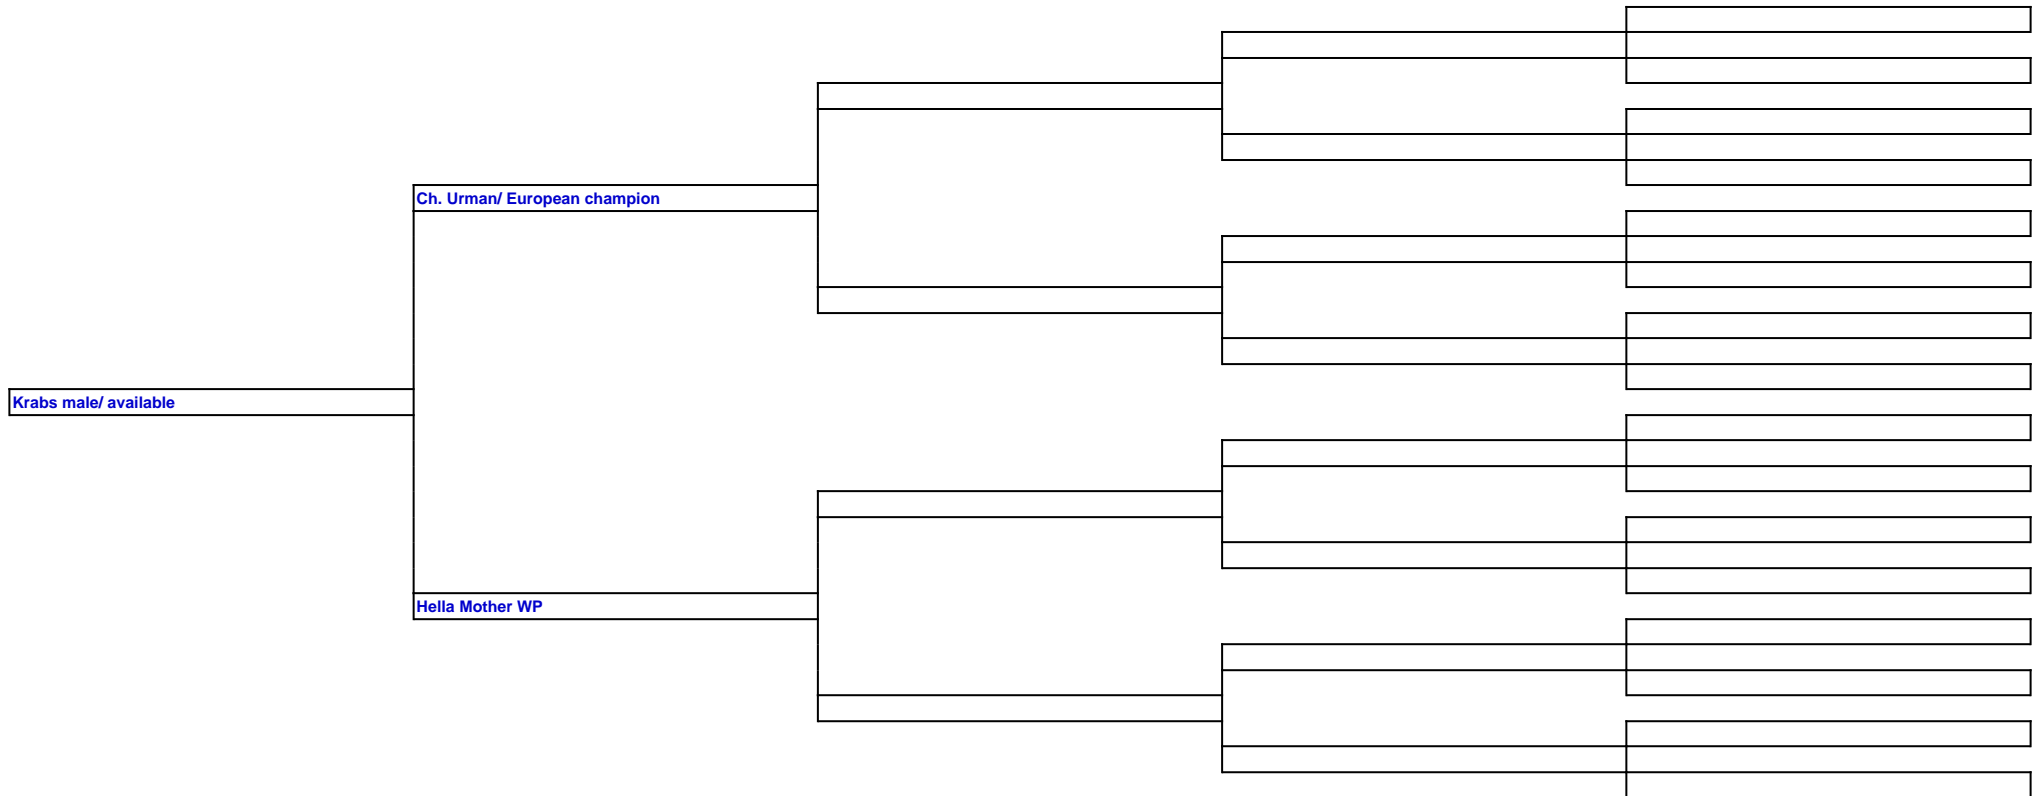 Ch. Urman/ European champion
Krabs male/ available
Hella Mother WP